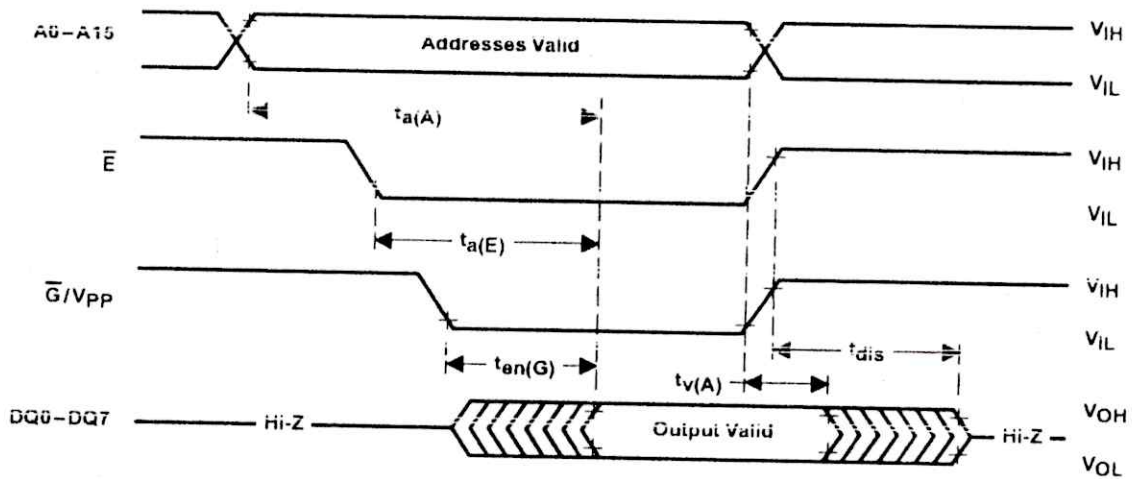 A0–A15
Addresses Valid
VIH
VIL
ta(A)
E
VIH
VIL
ta(E)
G/VPP
VIH
VIL
ten(G)
tdis
tv(A)
DQ0–DQ7
Hi-Z
Output Valid
Hi-Z
VOH
VOL